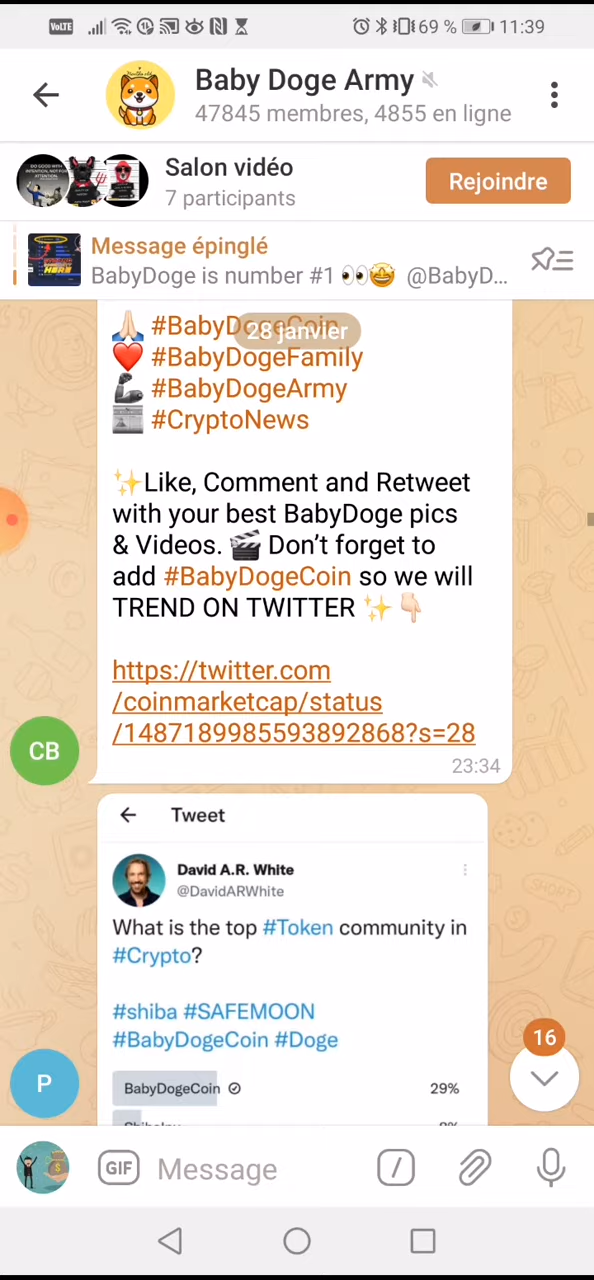 VoLTE 69 % 11:39
Baby Doge Army
47845 membres, 4855 en ligne
Salon vidéo
7 participants
Rejoindre
Message épinglé
BabyDoge is number #1 👀🤩 @BabyD...
28 janvier
🙏🏻 #BabyDogeCoin
❤️ #BabyDogeFamily
💪🏿 #BabyDogeArmy
📰 #CryptoNews
✨Like, Comment and Retweet
with your best BabyDoge pics
& Videos. 🎬 Don’t forget to
add #BabyDogeCoin so we will
TREND ON TWITTER ✨👇🏻
https://twitter.com
/coinmarketcap/status
/1487189985593892868?s=28
23:34
CB
Tweet
David A.R. White
@DavidARWhite
What is the top #Token community in
#Crypto?
#shiba #SAFEMOON
#BabyDogeCoin #Doge
BabyDogeCoin 29%
P
16
GIF Message /